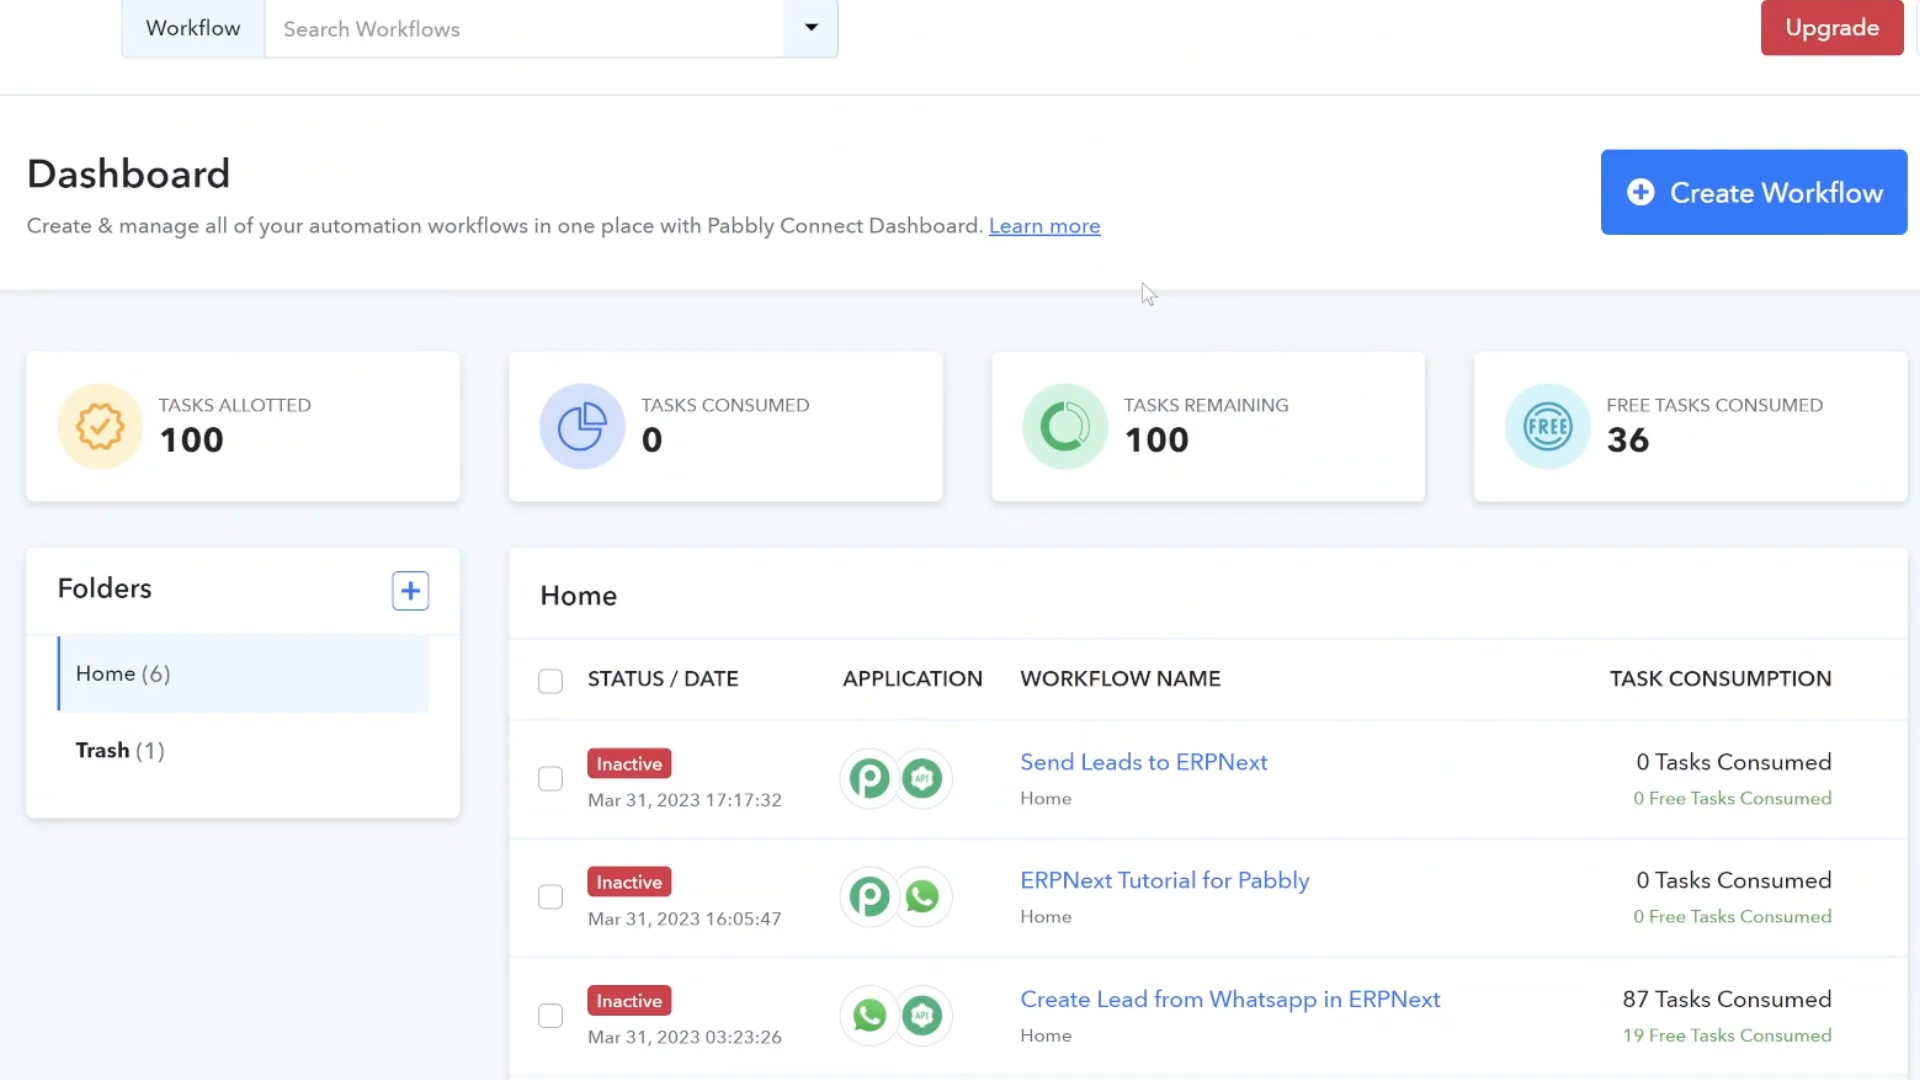 Workflow
Search Workflows
Upgrade
Dashboard
Create & manage all of your automation workflows in one place with Pabbly Connect Dashboard. Learn more
Create Workflow
TASKS ALLOTTED
100
TASKS CONSUMED
0
TASKS REMAINING
100
FREE
FREE TASKS CONSUMED
36
Folders
Home (6)
Trash (1)
Home
STATUS / DATE APPLICATION WORKFLOW NAME TASK CONSUMPTION
Inactive
Mar 31, 2023 17:17:32
API
Send Leads to ERPNext
Home
0 Tasks Consumed
0 Free Tasks Consumed
Inactive
Mar 31, 2023 16:05:47
ERPNext Tutorial for Pabbly
Home
0 Tasks Consumed
0 Free Tasks Consumed
Inactive
Mar 31, 2023 03:23:26
API
Create Lead from Whatsapp in ERPNext
Home
87 Tasks Consumed
19 Free Tasks Consumed